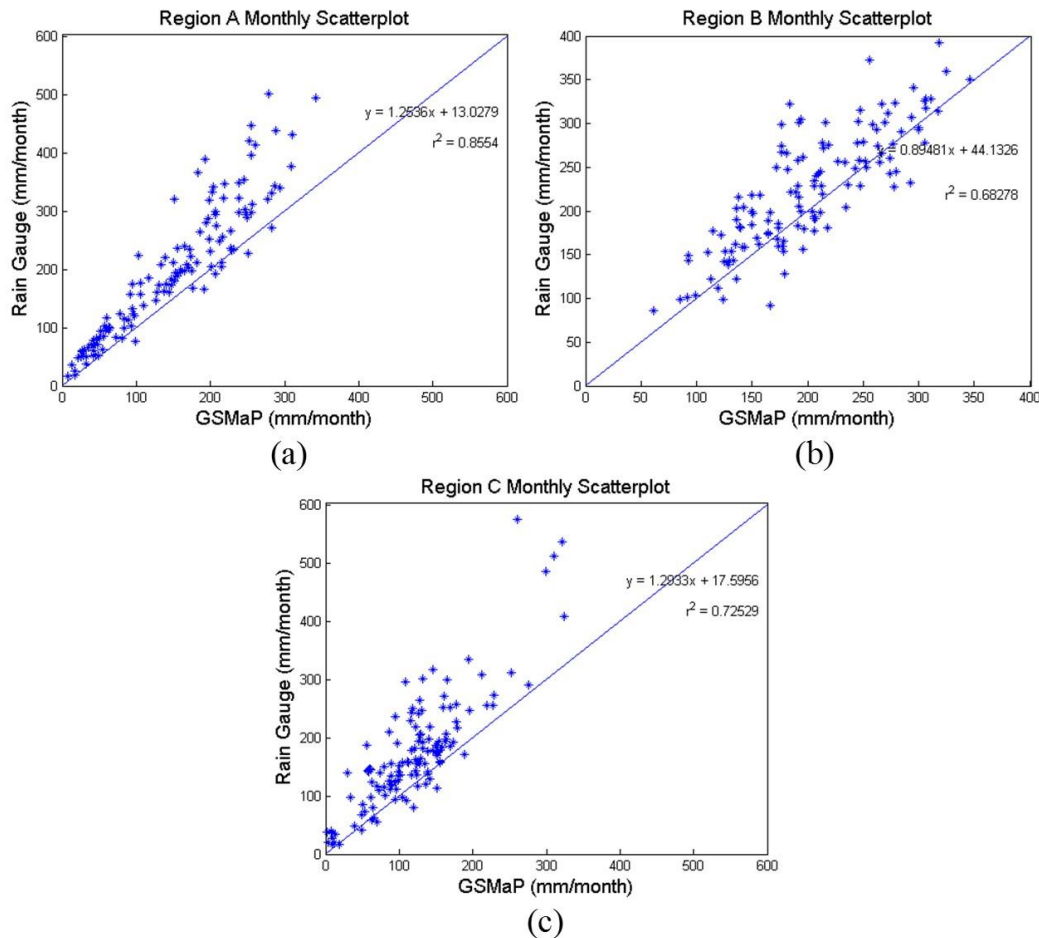 Region A Monthly Scatterplot
600
500
400
300
200
100
0
Rain Gauge (mm/month)
y = 1.2536x + 13.0279
r² = 0.8554
0 100 200 300 400 500 600
GSMaP (mm/month)
(a)
Region B Monthly Scatterplot
400
350
300
250
200
150
100
50
0
Rain Gauge (mm/month)
y = 0.89481x + 44.1326
r² = 0.68278
0 50 100 150 200 250 300 350 400
GSMaP (mm/month)
(b)
Region C Monthly Scatterplot
600
500
400
300
200
100
0
Rain Gauge (mm/month)
y = 1.2933x + 17.5956
r² = 0.72529
0 100 200 300 400 500 600
GSMaP (mm/month)
(c)